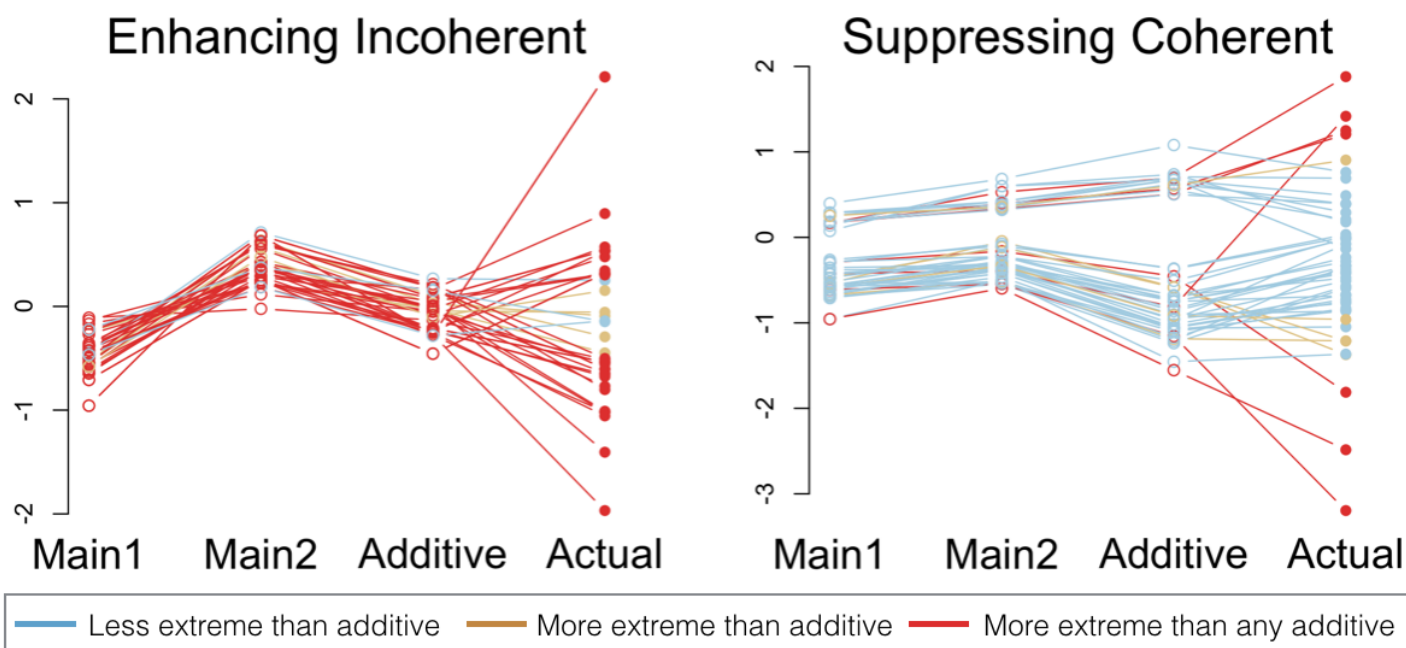 Enhancing Incoherent
2
1
0
-1
-2
Main1 Main2 Additive Actual
Suppressing Coherent
2
1
0
-1
-2
-3
Main1 Main2 Additive Actual
Less extreme than additive More extreme than additive More extreme than any additive